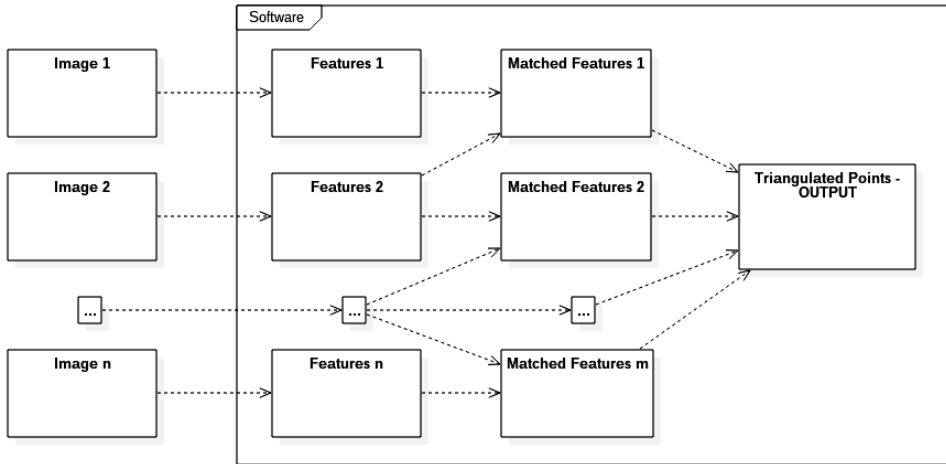 Software
Image 1
Features 1
Matched Features 1
Image 2
Features 2
Matched Features 2
Triangulated Points -
OUTPUT
...
...
...
Image n
Features n
Matched Features m